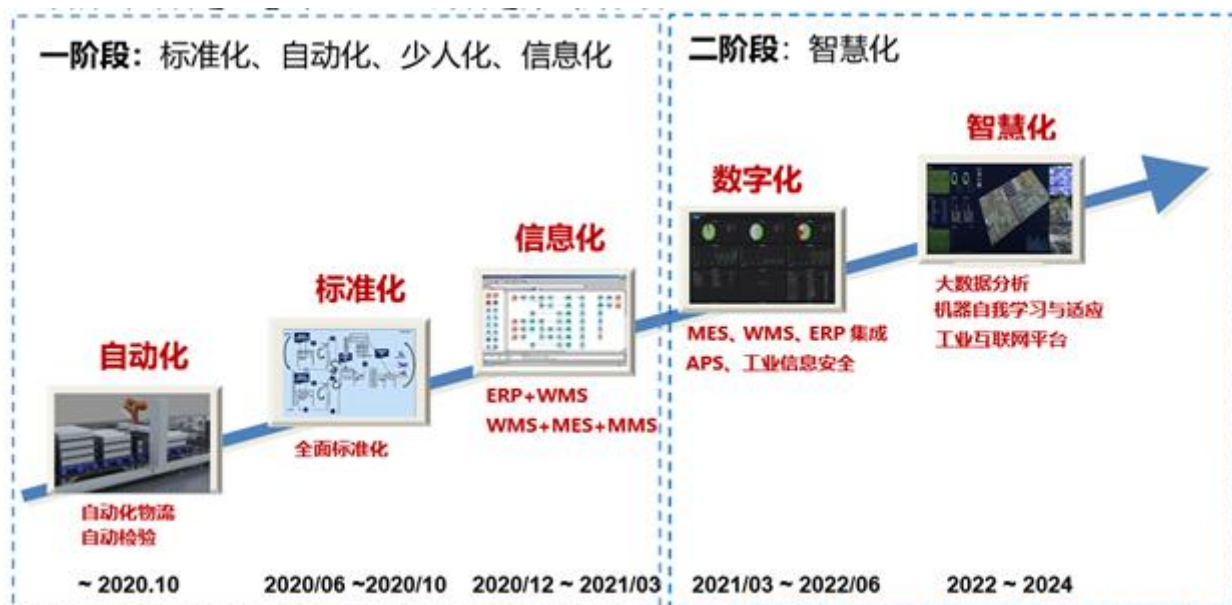 一阶段：标准化、自动化、少人化、信息化
二阶段：智慧化
智慧化
数字化
信息化
标准化
自动化
大数据分析
机器自我学习与适应
工业互联网平台
MES、WMS、ERP 集成
APS、工业信息安全
ERP+WMS
WMS+MES+MMS
全面标准化
自动化物流
自动检验
~ 2020.10
2020/06 ~2020/10
2020/12 ~ 2021/03
2021/03 ~ 2022/06
2022 ~ 2024